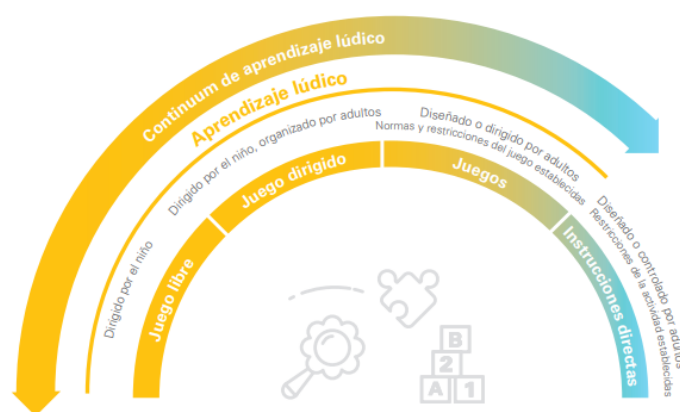 Continuum de aprendizaje lúdico
Aprendizaje lúdico
Dirigido por el niño
Dirigido por el niño, organizado por adultos
Diseñado o dirigido por adultos
Normas y restricciones del juego establecidas
Diseñado o controlado por adultos
Restricciones de la actividad establecidas
Juego libre
Juego dirigido
Juegos
Instrucciones directas
B
2
A 1